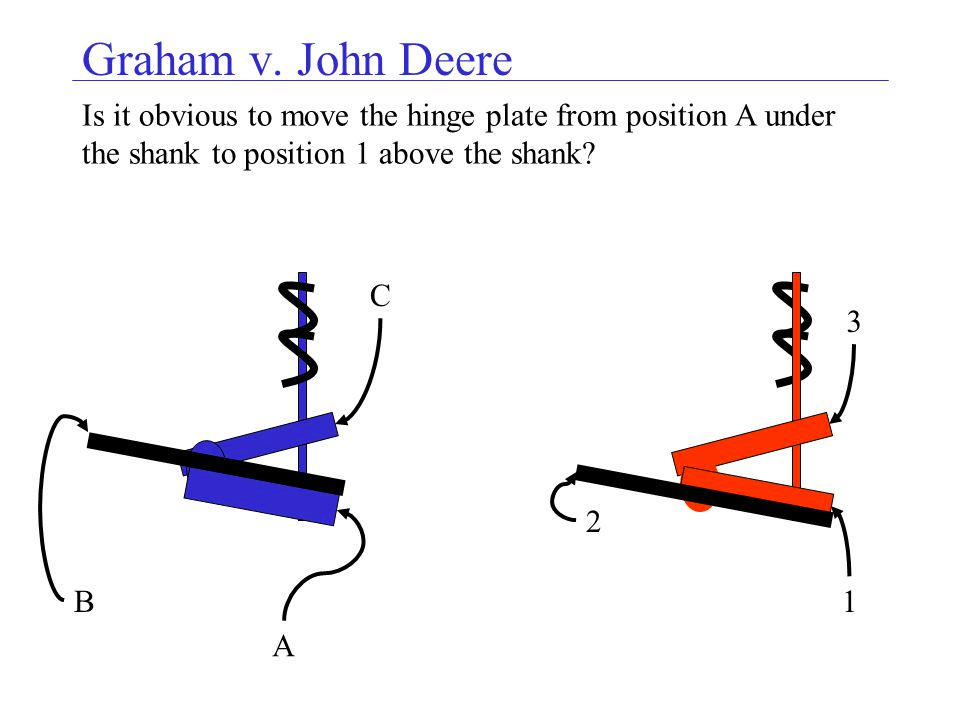 Graham v. John Deere
Is it obvious to move the hinge plate from position A under
the shank to position 1 above the shank?
C
3
2
B
1
A